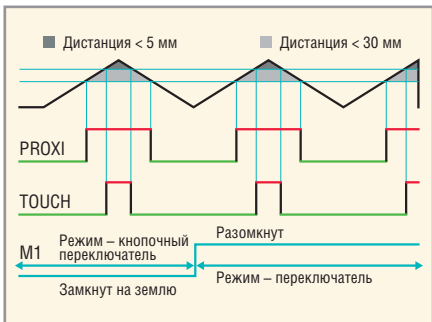 Дистанция < 5 мм
Дистанция < 30 мм
PROXI
TOUCH
M1
Режим – кнопочный
переключатель
Разомкнут
Замкнут на землю
Режим – переключатель